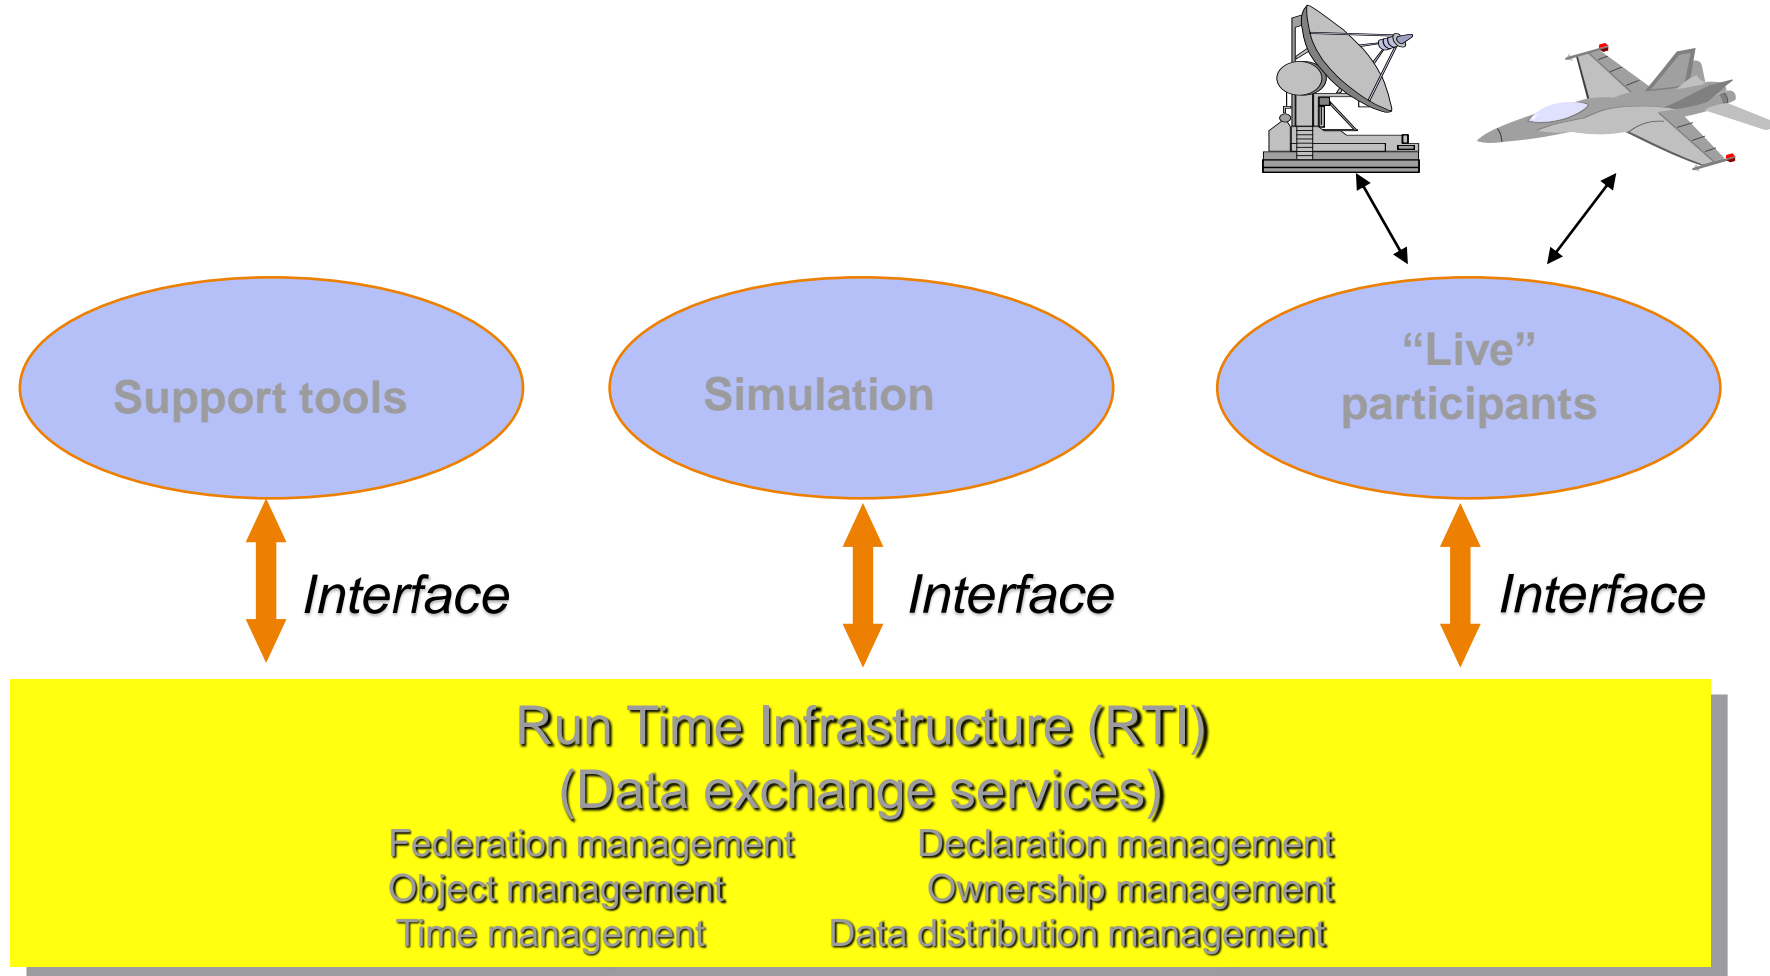 “Live”
participants
Support tools
Simulation
Interface
Interface
Interface
Run Time Infrastructure (RTI)
(Data exchange services)
Federation management Declaration management
Object management Ownership management
Time management Data distribution management